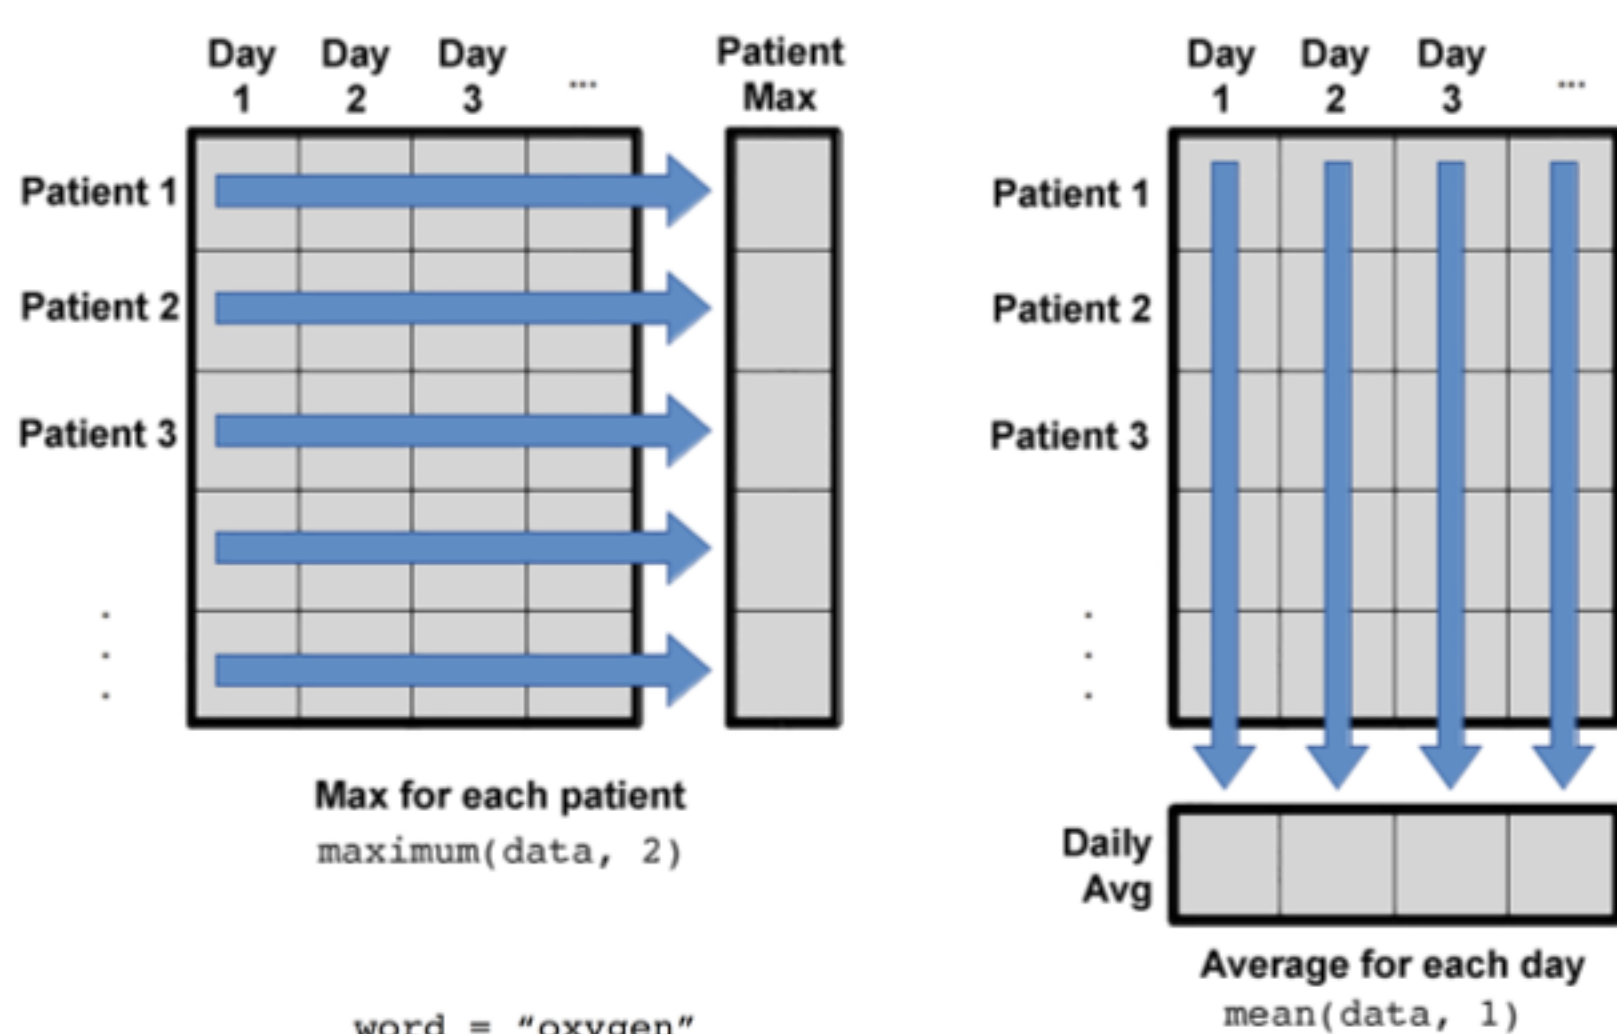 Day Day Day Patient
1 2 3 ... Max
Patient 1
Patient 2
Patient 3
.
.
.
Max for each patient
maximum(data, 2)
Day Day Day
1 2 3 ...
Patient 1
Patient 2
Patient 3
.
.
.
Daily
Avg
Average for each day
mean(data, 1)
word = “oxygen”